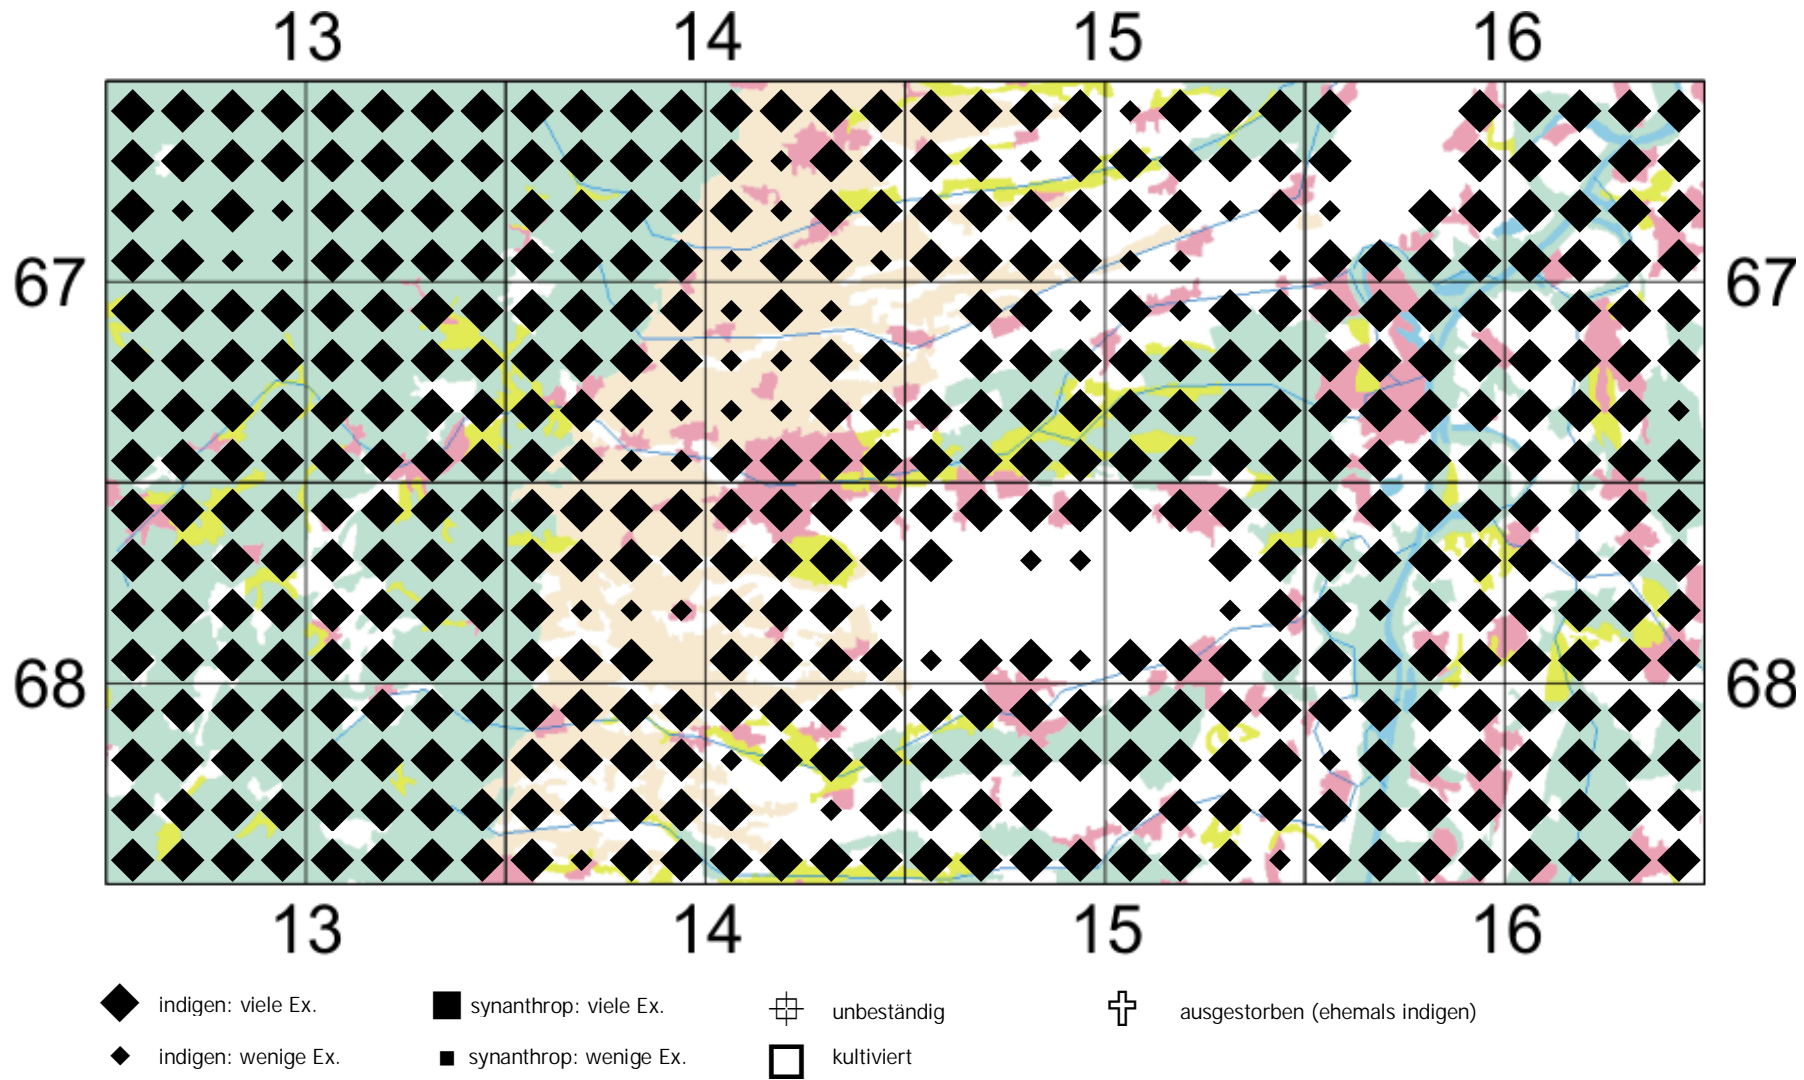 13 14 15 16
67 67
68 68
13 14 15 16
indigen: viele Ex. synanthrop: viele Ex. unbeständig ausgestorben (ehemals indigen)
indigen: wenige Ex. synanthrop: wenige Ex. kultiviert